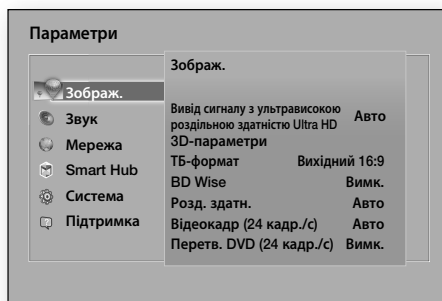 Параметри
Зображ.
Звук
Мережа
Smart Hub
Система
Підтримка
Зображ.
Вивід сигналу з ультрависокою
роздільною здатністю Ultra HD Авто
3D-параметри
ТБ-формат Вихідний 16:9
BD Wise Вимк.
Розд. здатн. Авто
Відеокадр (24 кадр./с) Авто
Перетв. DVD (24 кадр./с) Вимк.